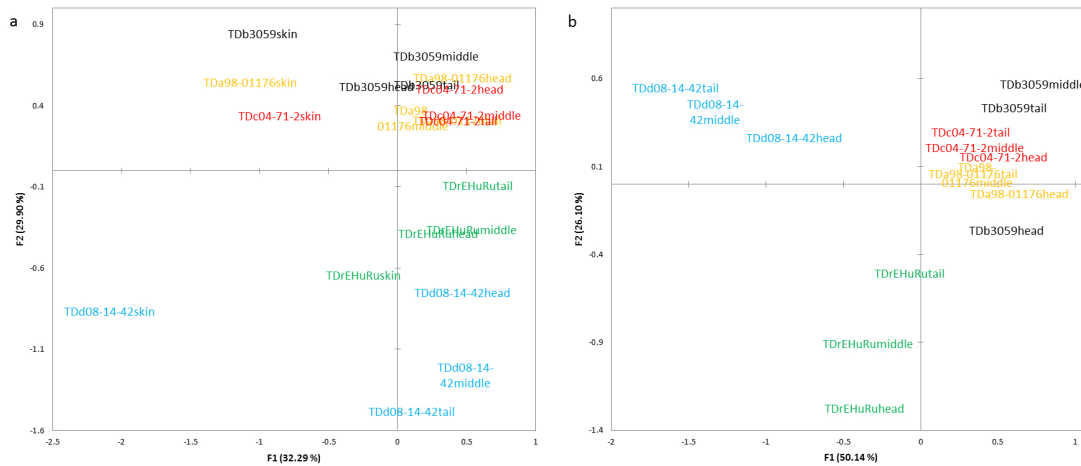 a
0.9
0.4
-0.1
-0.6
-1.1
-1.6
F2 (29.90 %)
TDb3059skin
TDb3059middle
TDa98-01176skin
TDa98-01176head
TDb3059head
TDb3059tail
TDc04-71-2head
TDc04-71-2skin
TDa98-
01176middle
TDc04-71-2middle
TDc04-71-2tail
TDrEHuRutail
TDrEHuRumiddle
TDrEHuRuhead
TDrEHuRuskin
TDd08-14-42head
TDd08-14-42skin
TDd08-14-
42middle
TDd08-14-42tail
-2.5 -2 -1.5 -1 -0.5 0 0.5 1
F1 (32.29 %)
b
0.6
0.1
-0.4
-0.9
-1.4
F2 (26.10 %)
TDd08-14-42tail
TDb3059middle
TDd08-14-
42middle
TDb3059tail
TDd08-14-42head
TDc04-71-2tail
TDc04-71-2middle
TDc04-71-2head
TDa98-
TDa98-01176tail
01176middle
TDa98-01176head
TDb3059head
TDrEHuRutail
TDrEHuRumiddle
TDrEHuRuhead
-2 -1.5 -1 -0.5 0 0.5 1
F1 (50.14 %)